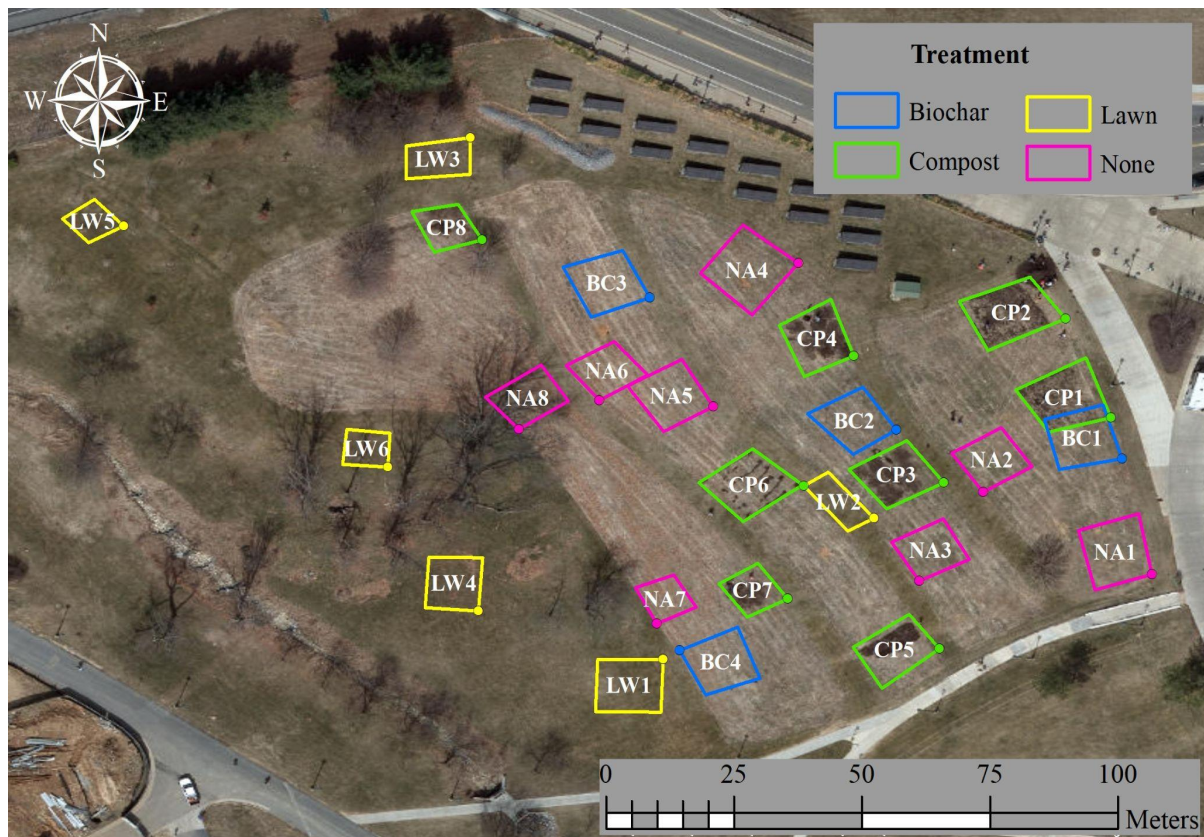 N
W E
S
Treatment
Biochar Lawn
Compost None
LW3
LW5
CP8
NA4
BC3
CP2
CP4
NA6
NA5
NA8
CP1
BC2
BC1
LW6
NA2
CP3
CP6
LW2
NA3
NA1
LW4
CP7
NA7
CP5
BC4
LW1
0 25 50 75 100
Meters